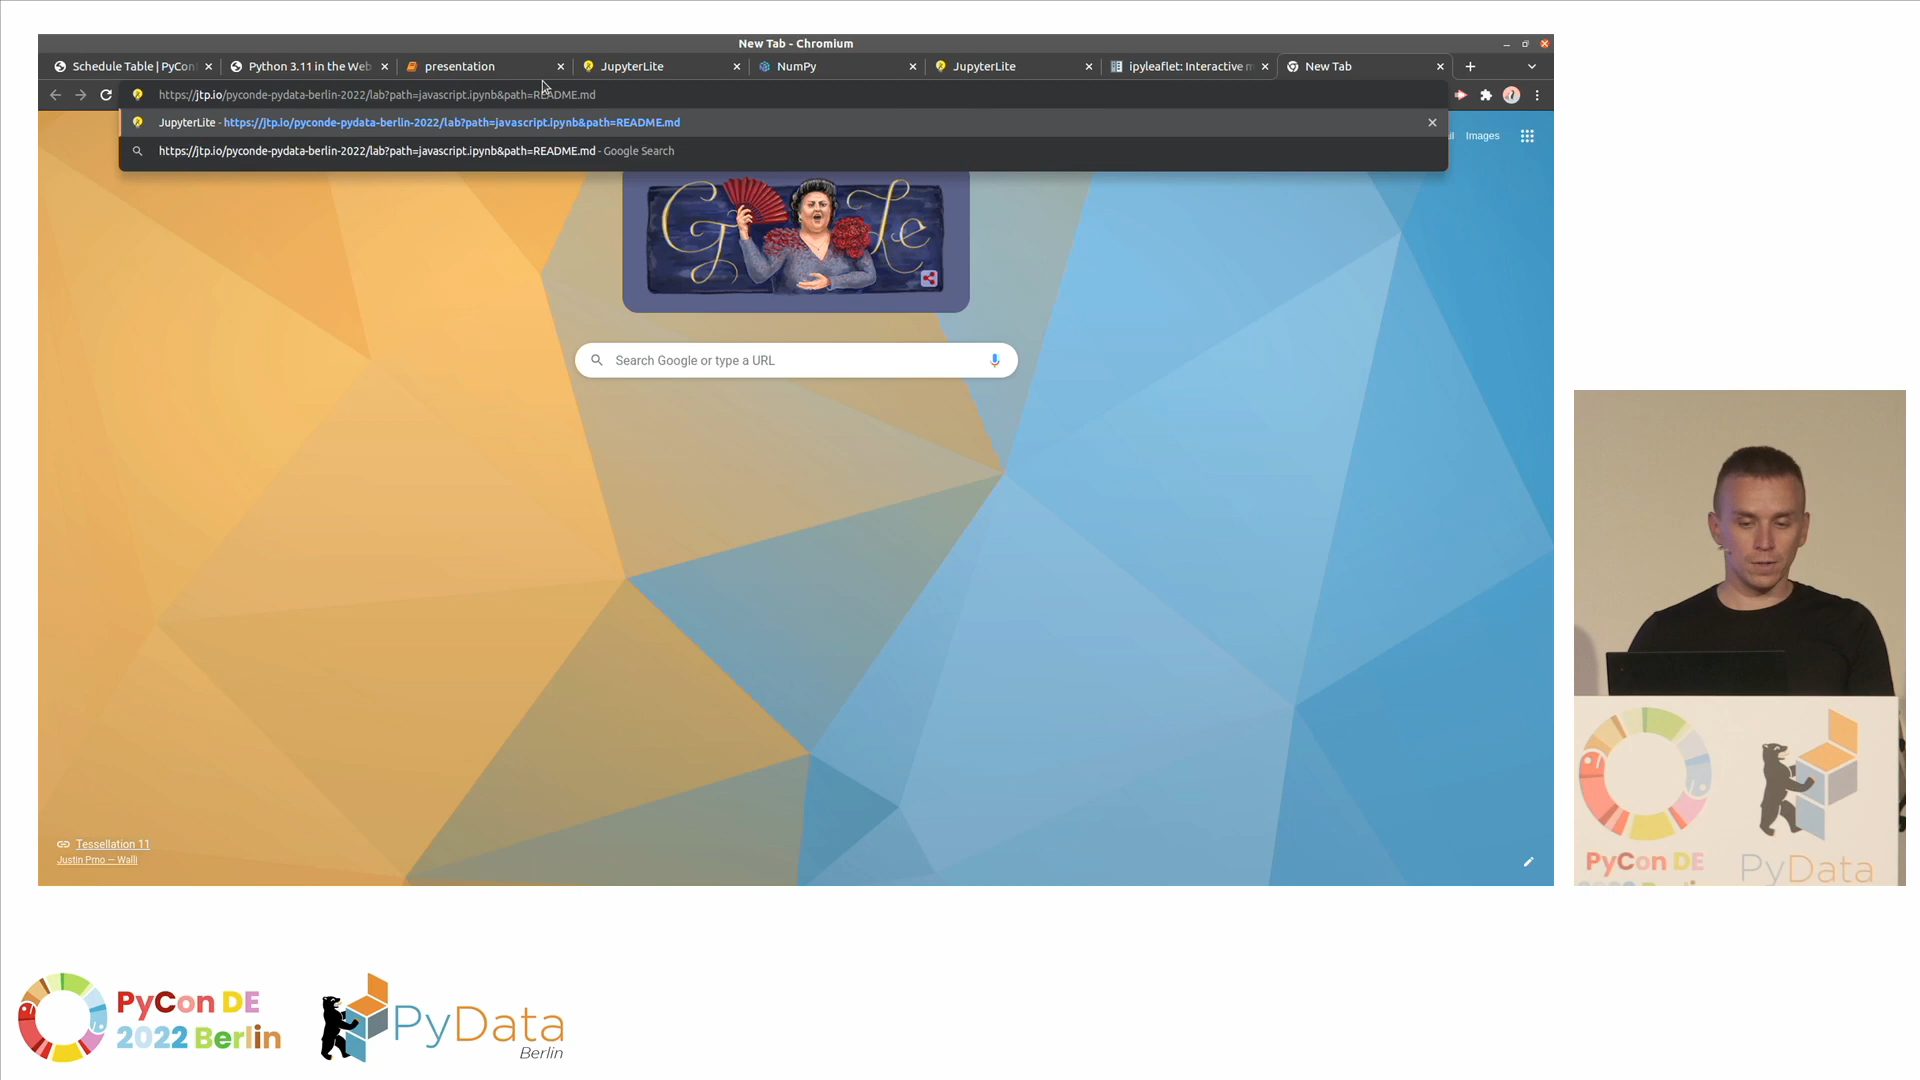 New Tab - Chromium
Schedule Table | PyCon
Python 3.11 in the Web
presentation
JupyterLite
NumPy
JupyterLite
ipyleaflet: Interactive m
New Tab
https://jtp.io/pyconde-pydata-berlin-2022/lab?path=javascript.ipynb&path=README.md
JupyterLite - https://jtp.io/pyconde-pydata-berlin-2022/lab?path=javascript.ipynb&path=README.md
https://jtp.io/pyconde-pydata-berlin-2022/lab?path=javascript.ipynb&path=README.md - Google Search
Images
Search Google or type a URL
Tessellation 11
Justin Prno — Walli
PyCon DE
PyData
PyCon DE
2022 Berlin
PyData
Berlin